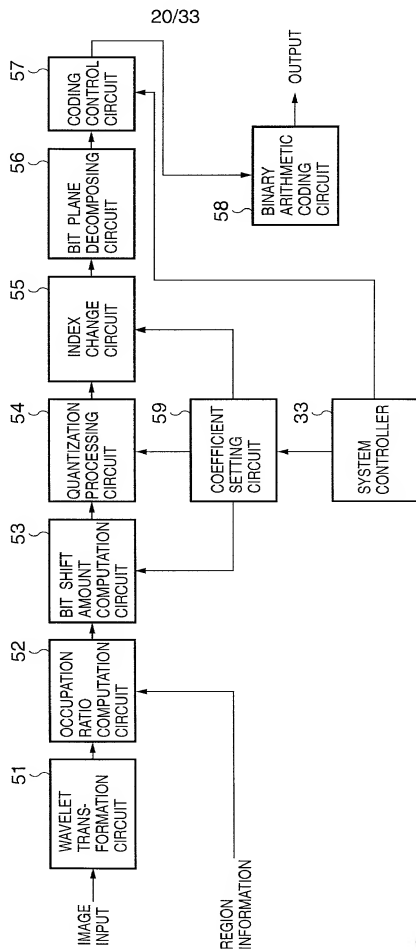 20/33
IMAGE
INPUT
51
WAVELET
TRANS-
FORMATION
CIRCUIT
REGION INFORMATION
52
OCCUPATION
RATIO
COMPUTATION
CIRCUIT
53
BIT SHIFT
AMOUNT
COMPUTATION
CIRCUIT
54
QUANTIZATION
PROCESSING
CIRCUIT
55
INDEX
CHANGE
CIRCUIT
56
BIT PLANE
DECOMPOSING
CIRCUIT
57
CODING
CONTROL
CIRCUIT
59
COEFFICIENT
SETTING
CIRCUIT
33
SYSTEM
CONTROLLER
58
BINARY
ARITHMETIC
CODING
CIRCUIT
OUTPUT